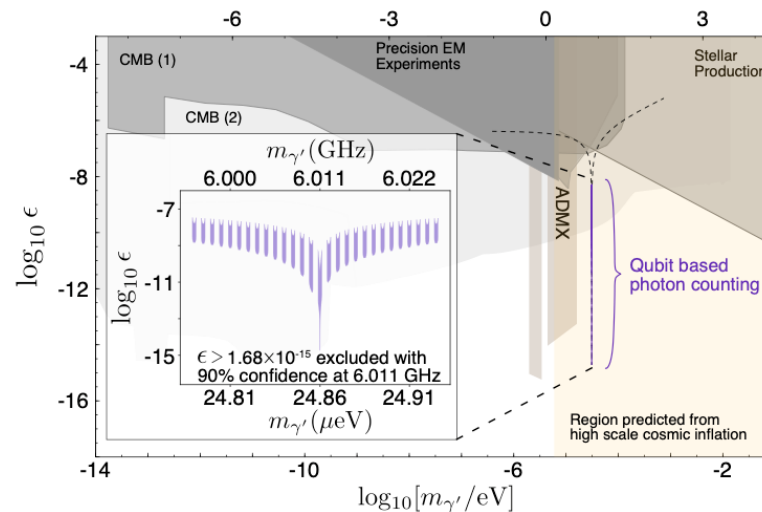 -6 -3 0 3
CMB (1)
Precision EM
Experiments
Stellar
Production
CMB (2)
m_γ′(GHz)
6.000 6.011 6.022
-7
-11
-15
log₁₀ ϵ
ϵ > 1.68×10⁻¹⁵ excluded with
90% confidence at 6.011 GHz
24.81 24.86 24.91
m_γ′(μeV)
ADMX
Qubit based
photon counting
Region predicted from
high scale cosmic inflation
-4
-8
-12
-16
log₁₀ ϵ
-14 -10 -6 -2
log₁₀[m_γ′/eV]